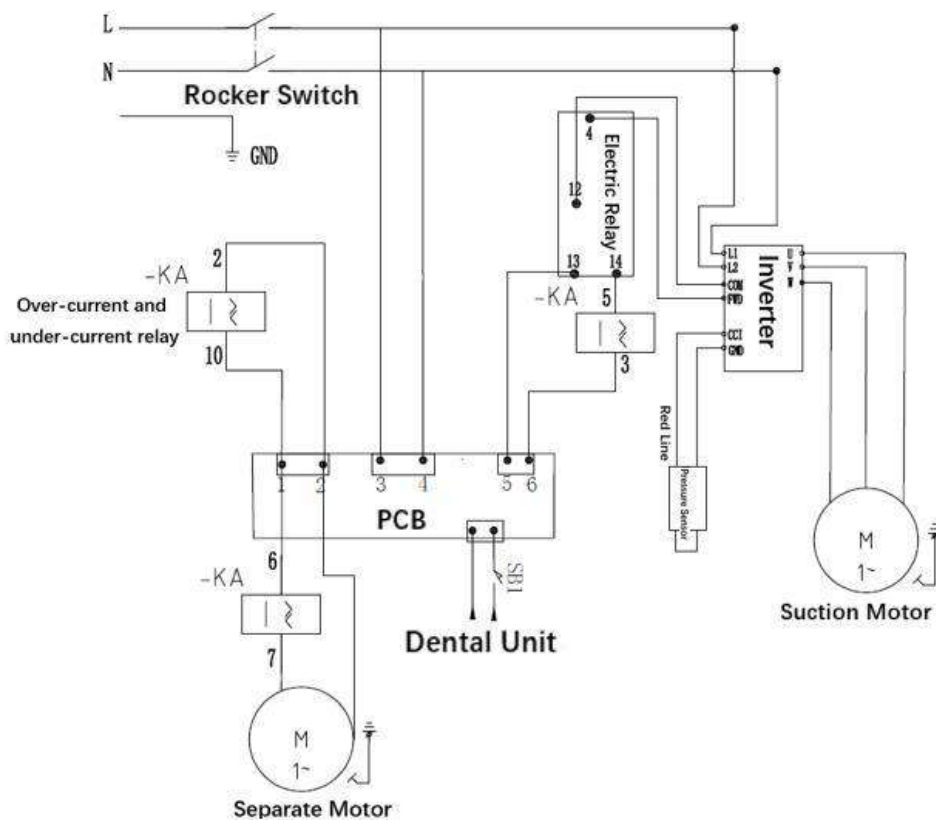 L
N
Rocker Switch
GND
4
12
13
14
Electric Relay
2
-KA
Over-current and
under-current relay
10
-KA
5
3
L1
L2
COM
FWD
CCI
GND
U
V
W
Inverter
Red Line
Pressure Sensor
1
2
3
4
5
6
PCB
SB1
Dental Unit
6
-KA
7
M
1~
Separate Motor
M
1~
Suction Motor